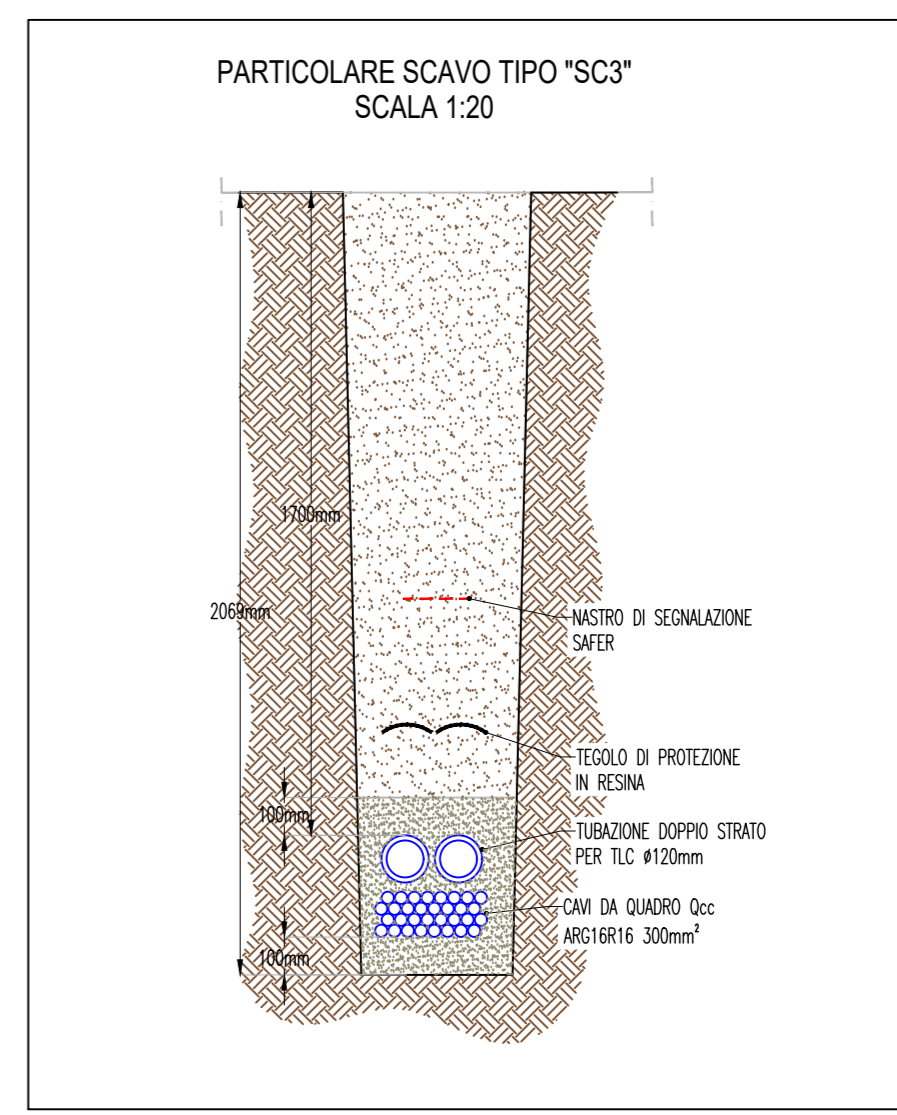 PARTICOLARE SCAVO TIPO "SC3"
SCALA 1:20
1700mm
2069mm
NASTRO DI SEGNALAZIONE
SAFER
TEGOLO DI PROTEZIONE
IN RESINA
100mm
TUBAZIONE DOPPIO STRATO
PER TLC ø120mm
CAVI DA QUADRO Qcc
ARG16R16 300mm²
100mm